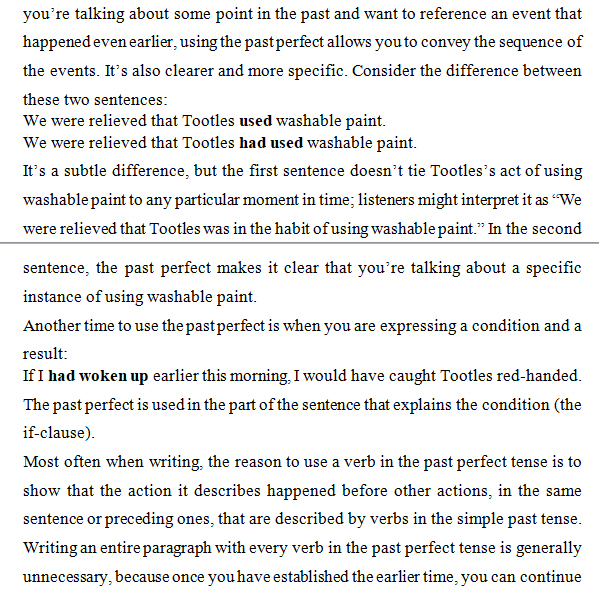 you’re talking about some point in the past and want to reference an event that
happened even earlier, using the past perfect allows you to convey the sequence of
the events. It’s also clearer and more specific. Consider the difference between
these two sentences:
We were relieved that Tootles used washable paint.
We were relieved that Tootles had used washable paint.
It’s a subtle difference, but the first sentence doesn’t tie Tootles’s act of using
washable paint to any particular moment in time; listeners might interpret it as “We
were relieved that Tootles was in the habit of using washable paint.” In the second
sentence, the past perfect makes it clear that you’re talking about a specific
instance of using washable paint.
Another time to use the past perfect is when you are expressing a condition and a
result:
If I had woken up earlier this morning, I would have caught Tootles red-handed.
The past perfect is used in the part of the sentence that explains the condition (the
if-clause).
Most often when writing, the reason to use a verb in the past perfect tense is to
show that the action it describes happened before other actions, in the same
sentence or preceding ones, that are described by verbs in the simple past tense.
Writing an entire paragraph with every verb in the past perfect tense is generally
unnecessary, because once you have established the earlier time, you can continue